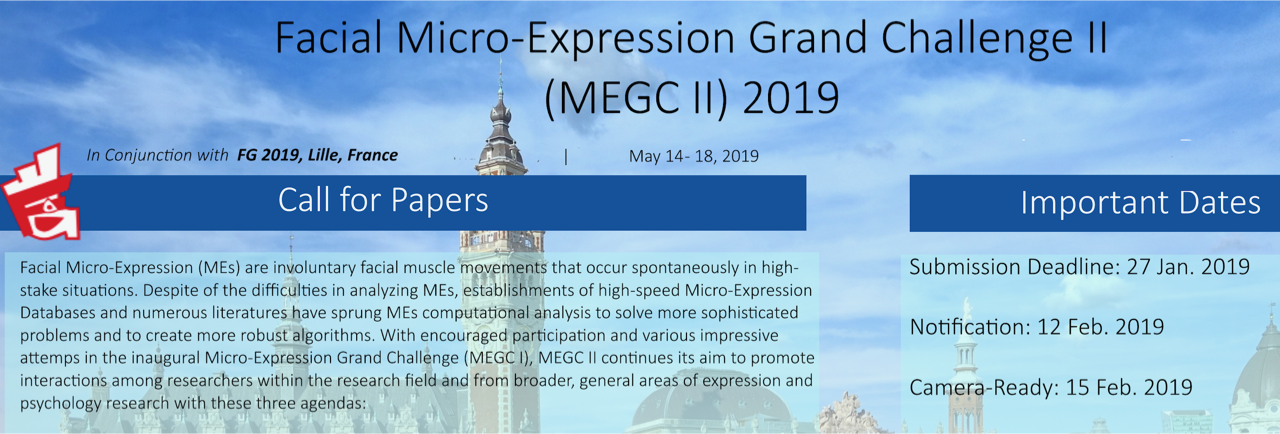 Facial Micro-Expression Grand Challenge II
(MEGC II) 2019
In Conjunction with FG 2019, Lille, France | May 14- 18, 2019
Call for Papers
Facial Micro-Expression (MEs) are involuntary facial muscle movements that occur spontaneously in high-
stake situations. Despite of the difficulties in analyzing MEs, establishments of high-speed Micro-Expression
Databases and numerous literatures have sprung MEs computational analysis to solve more sophisticated
problems and to create more robust algorithms. With encouraged participation and various impressive
attemps in the inaugural Micro-Expression Grand Challenge (MEGC I), MEGC II continues its aim to promote
interactions among researchers within the research field and from broader, general areas of expression and
psychology research with these three agendas:
Important Dates
Submission Deadline: 27 Jan. 2019
Notification: 12 Feb. 2019
Camera-Ready: 15 Feb. 2019